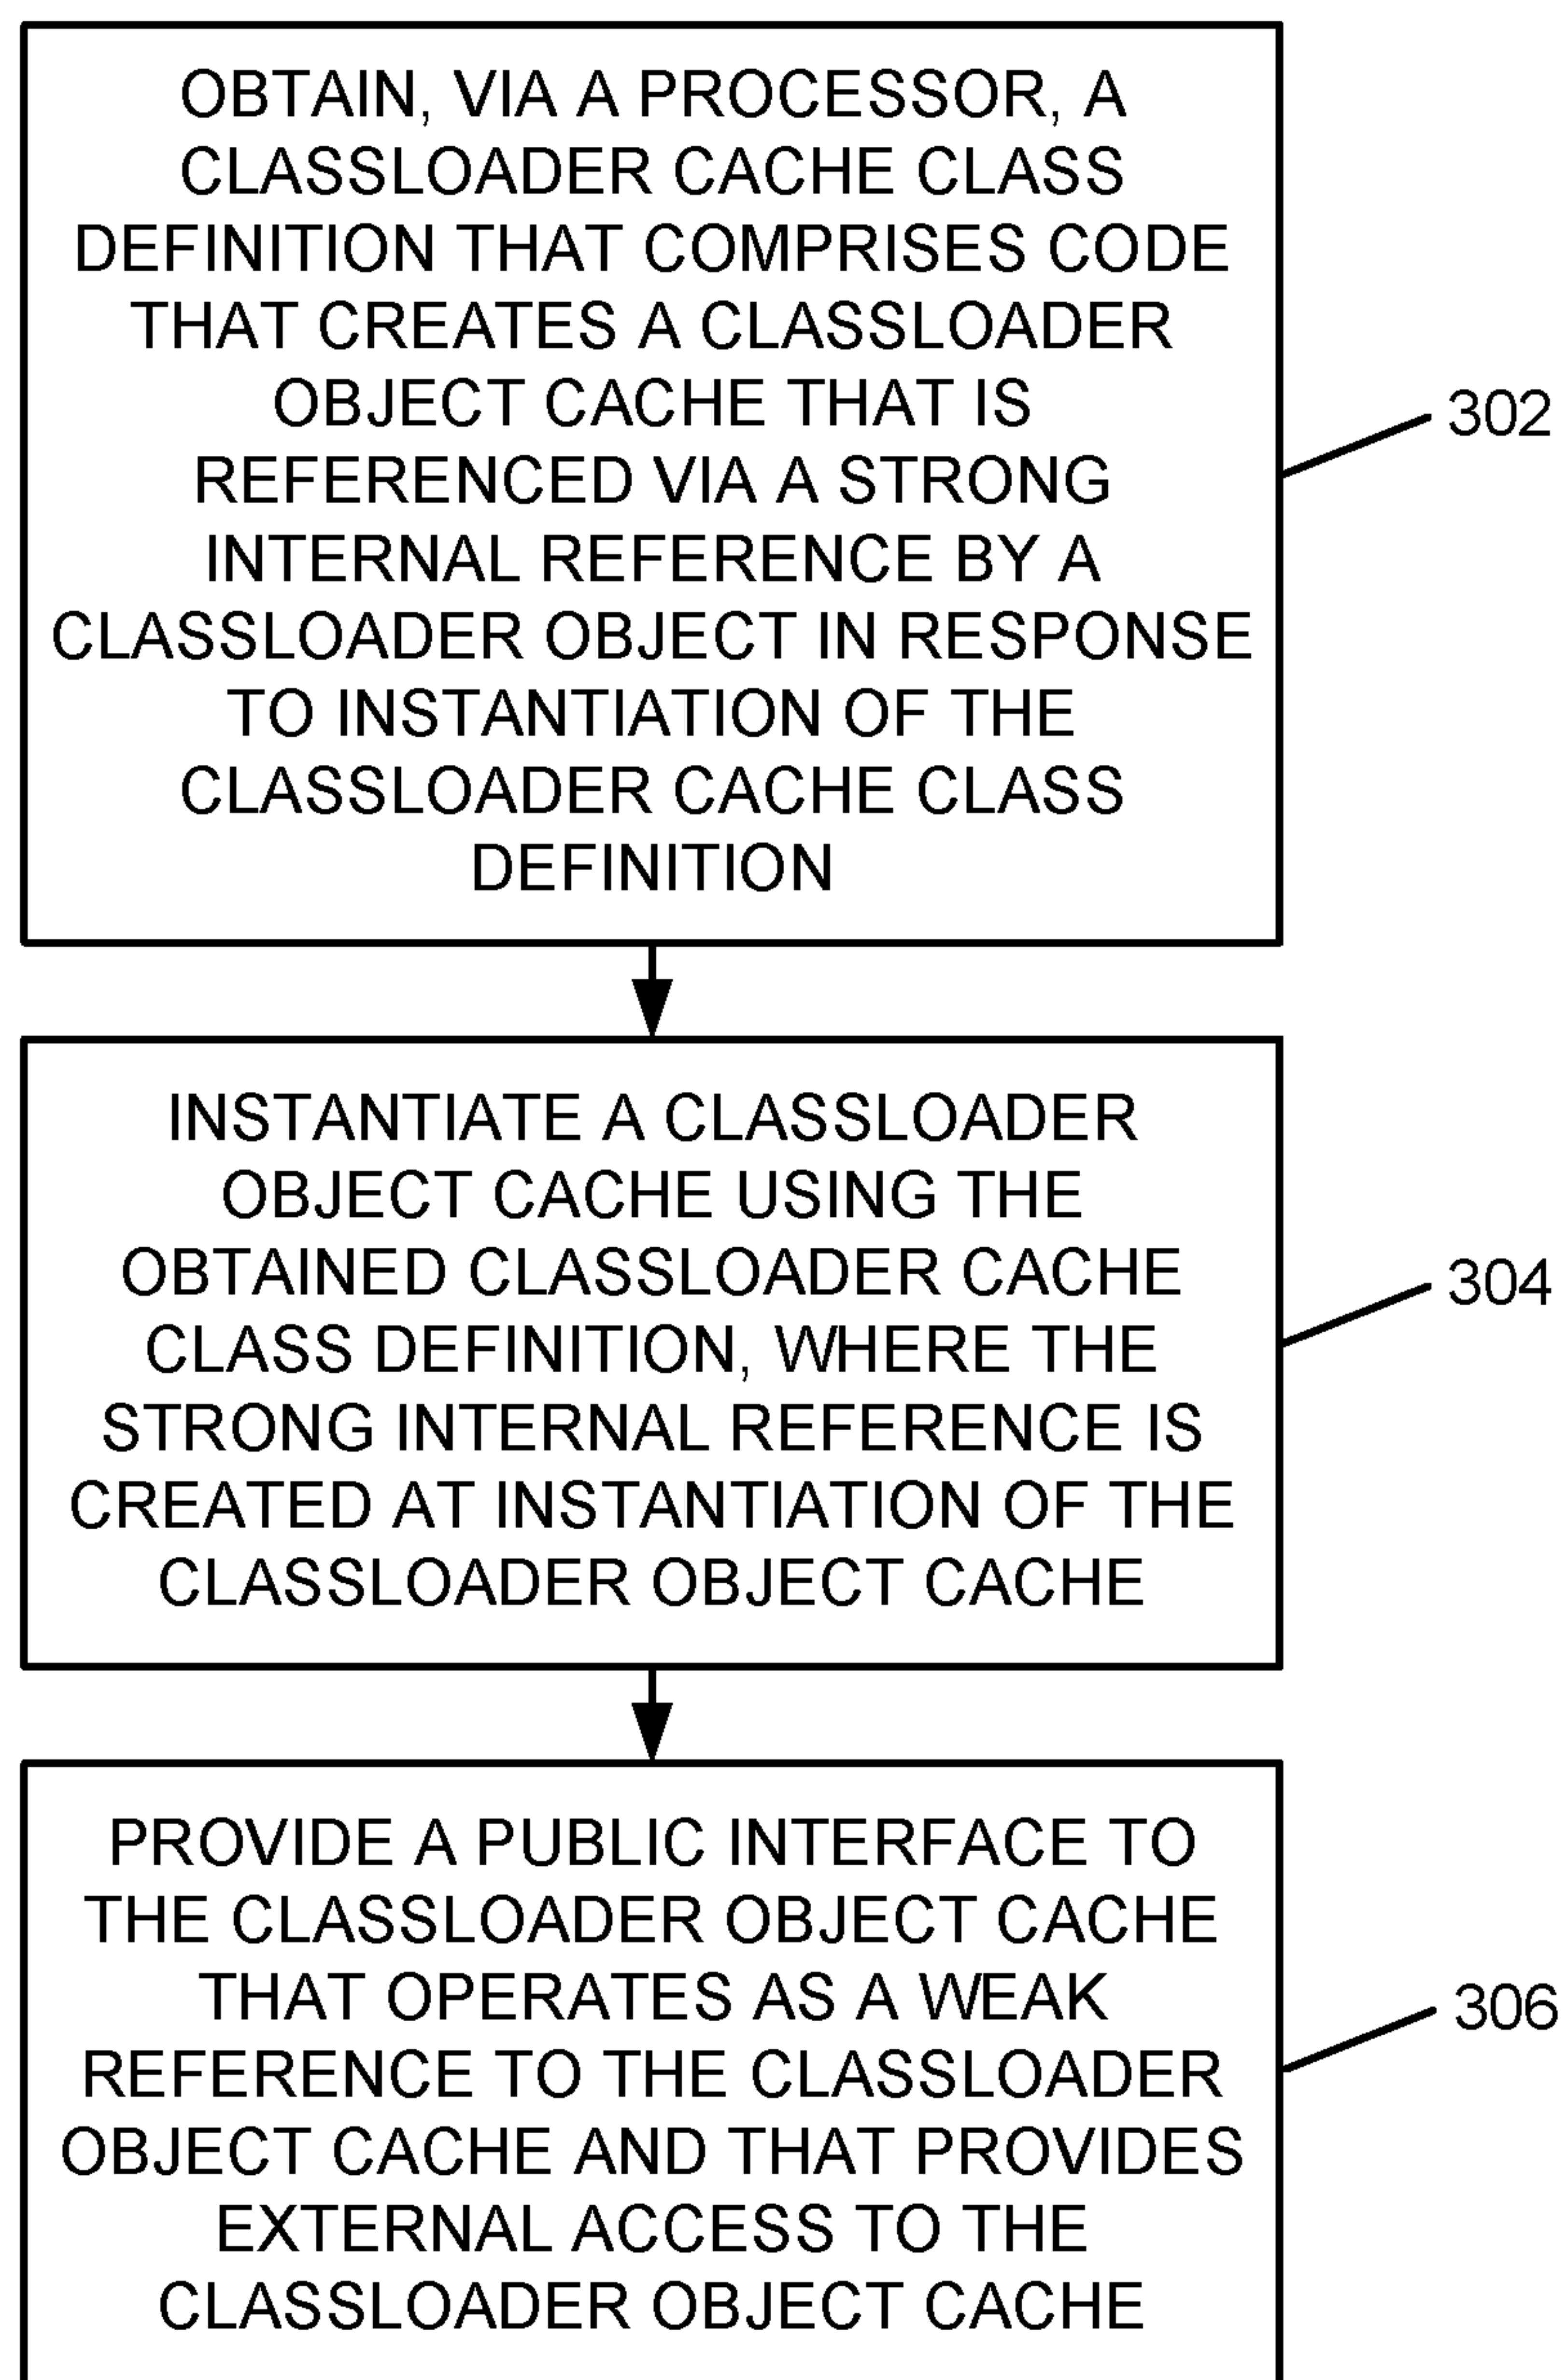 OBTAIN, VIA A PROCESSOR, A
CLASSLOADER CACHE CLASS
DEFINITION THAT COMPRISES CODE
THAT CREATES A CLASSLOADER
OBJECT CACHE THAT IS
REFERENCED VIA A STRONG
INTERNAL REFERENCE BY A
CLASSLOADER OBJECT IN RESPONSE
TO INSTANTIATION OF THE
CLASSLOADER CACHE CLASS
DEFINITION
302
INSTANTIATE A CLASSLOADER
OBJECT CACHE USING THE
OBTAINED CLASSLOADER CACHE
CLASS DEFINITION, WHERE THE
STRONG INTERNAL REFERENCE IS
CREATED AT INSTANTIATION OF THE
CLASSLOADER OBJECT CACHE
304
PROVIDE A PUBLIC INTERFACE TO
THE CLASSLOADER OBJECT CACHE
THAT OPERATES AS A WEAK
REFERENCE TO THE CLASSLOADER
OBJECT CACHE AND THAT PROVIDES
EXTERNAL ACCESS TO THE
CLASSLOADER OBJECT CACHE
306